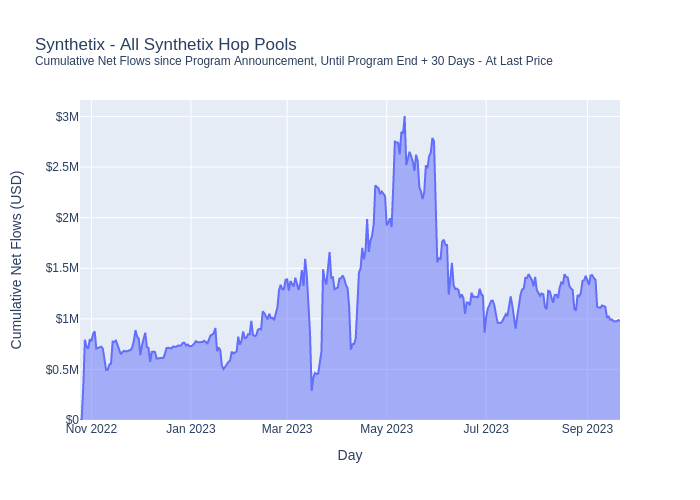 Synthetix - All Synthetix Hop Pools
Cumulative Net Flows since Program Announcement, Until Program End + 30 Days - At Last Price
Cumulative Net Flows (USD)
$3M
$2.5M
$2M
$1.5M
$1M
$0.5M
$0
Nov 2022
Jan 2023
Mar 2023
May 2023
Jul 2023
Sep 2023
Day